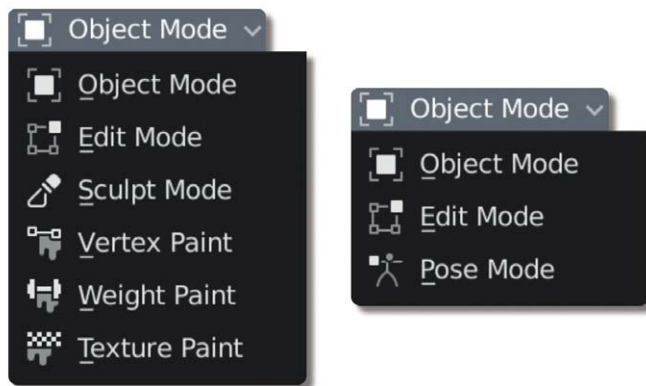 Object Mode
Object Mode
Edit Mode
Sculpt Mode
Vertex Paint
Weight Paint
Texture Paint
Object Mode
Object Mode
Edit Mode
Pose Mode